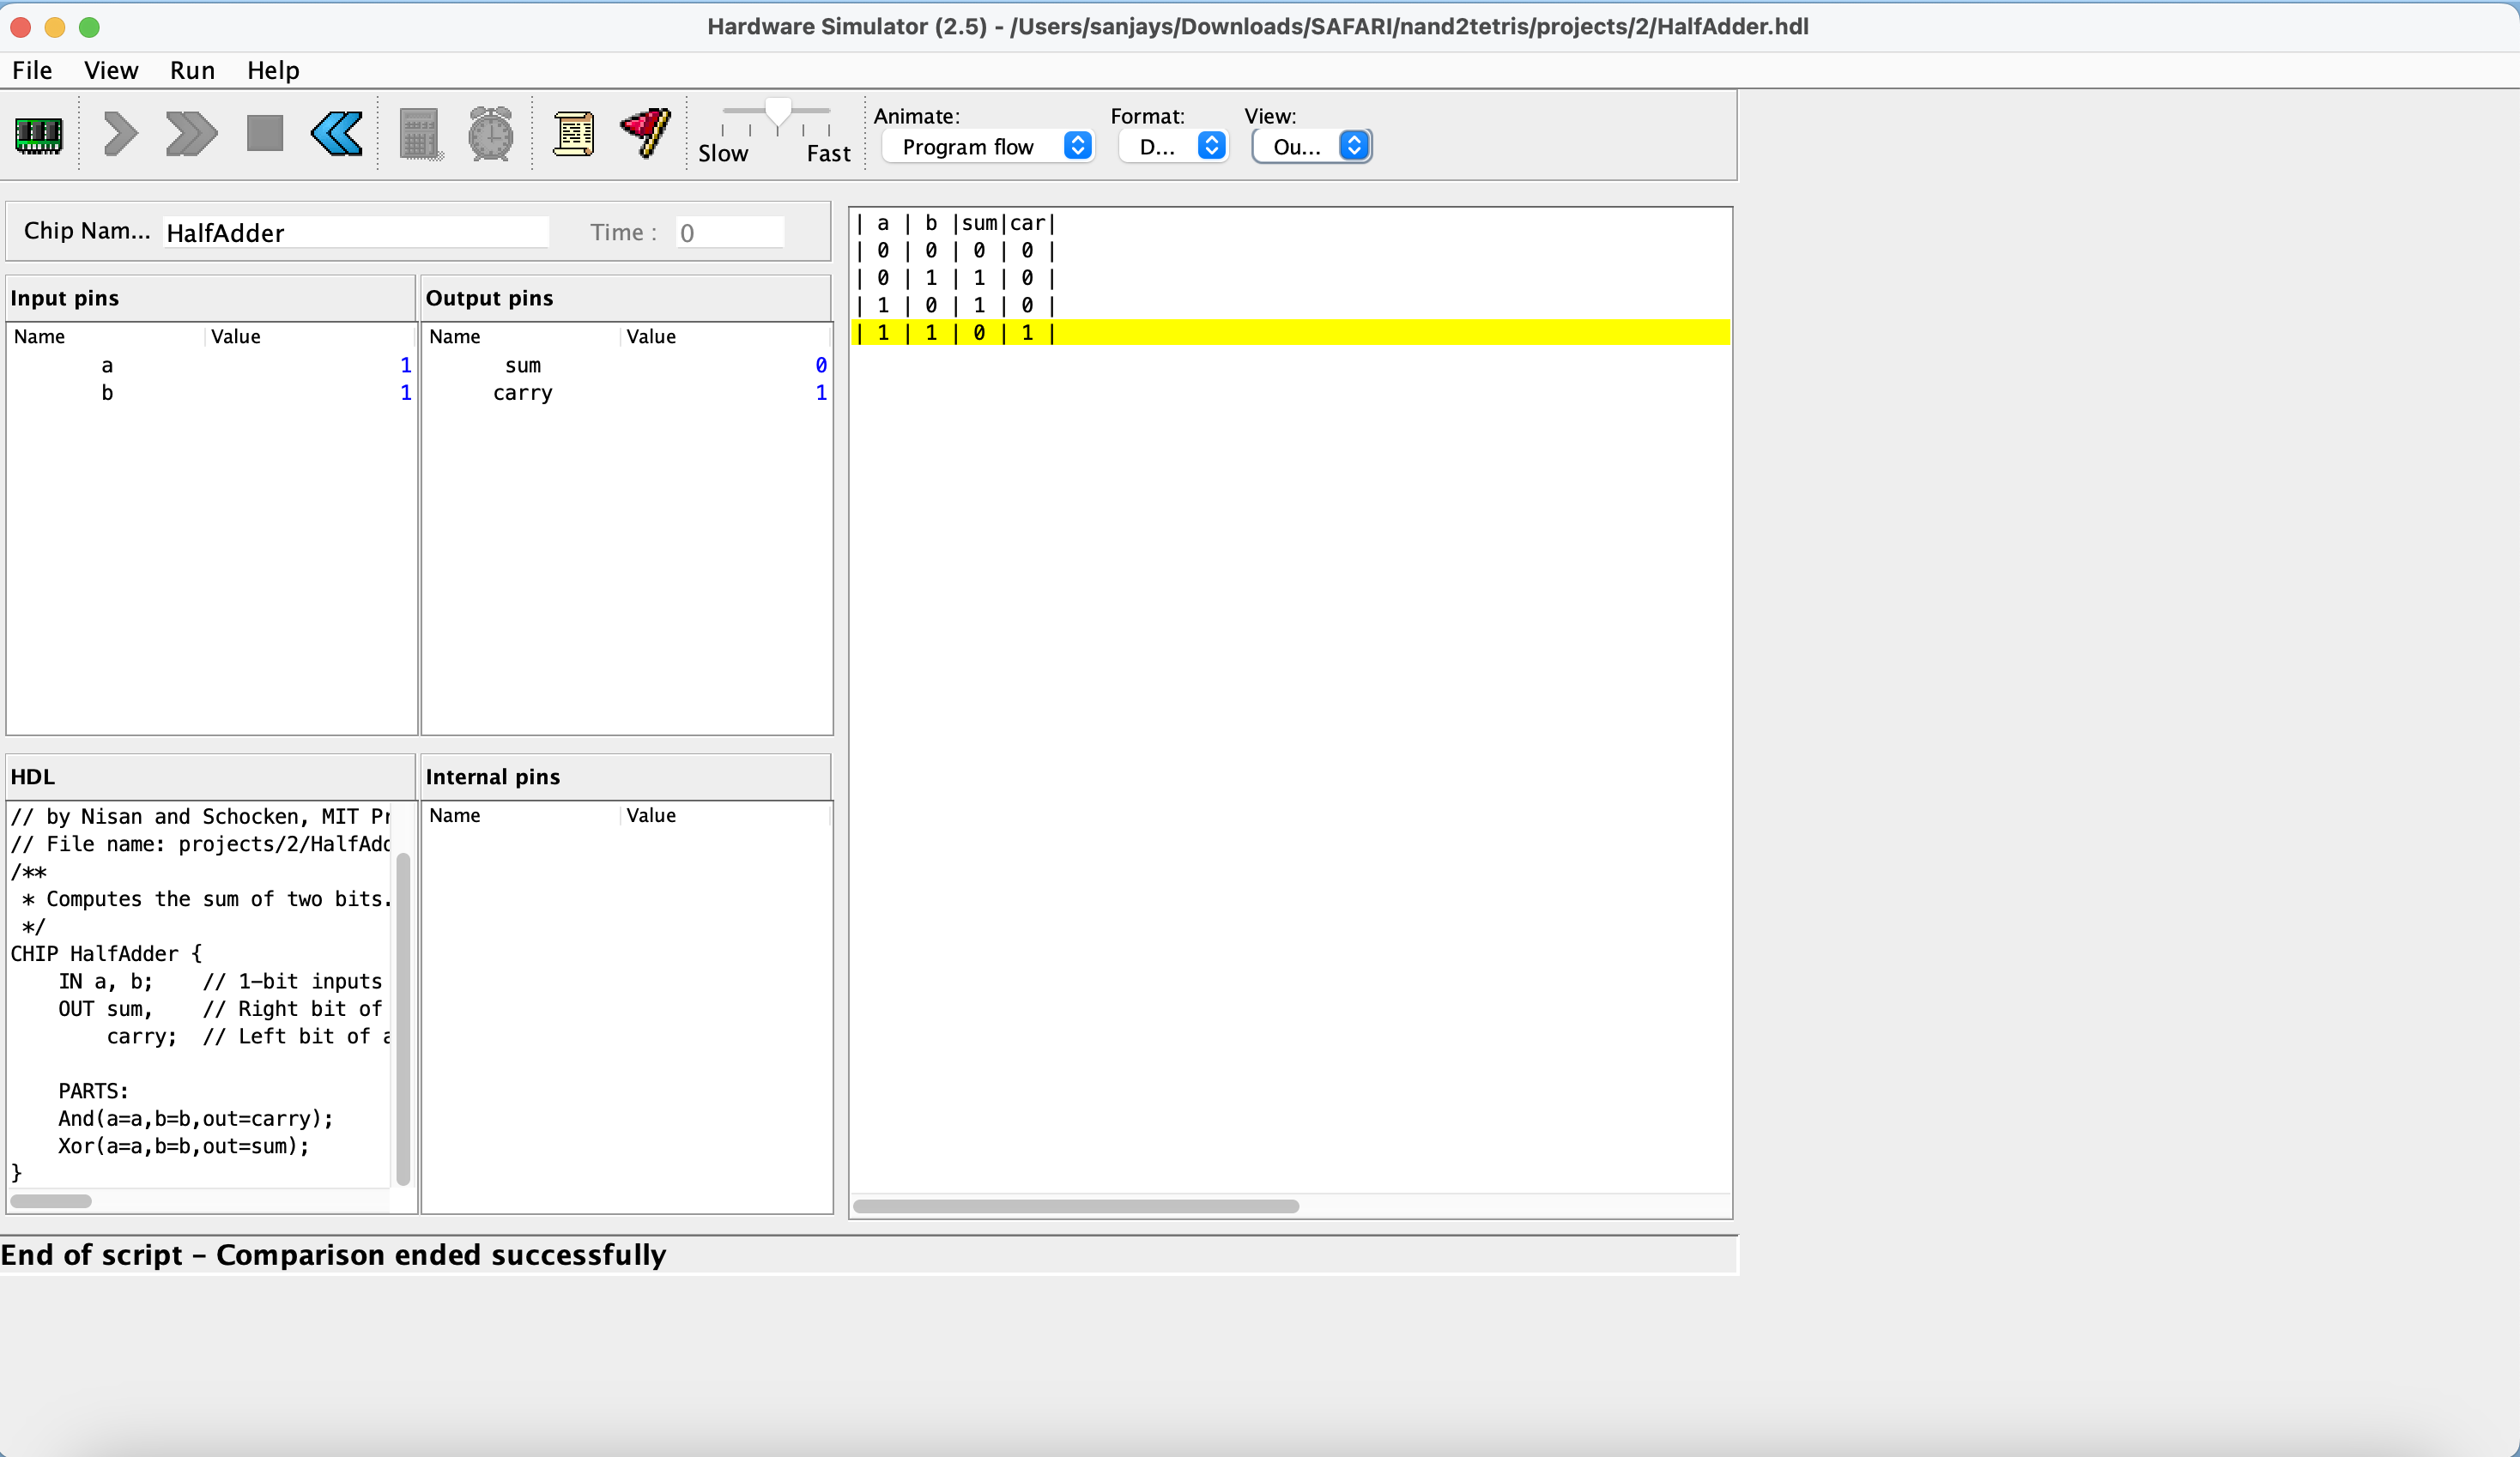 Hardware Simulator (2.5) - /Users/sanjays/Downloads/SAFARI/nand2tetris/projects/2/HalfAdder.hdl
File View Run Help
Slow Fast
Animate: Format: View:
Program flow D... Ou...
Chip Nam... HalfAdder Time : 0
Input pins
Name Value
a 1
b 1
Output pins
Name Value
sum 0
carry 1
| a | b |sum|car|
| 0 | 0 | 0 | 0 |
| 0 | 1 | 1 | 0 |
| 1 | 0 | 1 | 0 |
| 1 | 1 | 0 | 1 |
HDL
// by Nisan and Schocken, MIT Pr
// File name: projects/2/HalfAdd
/**
 * Computes the sum of two bits.
 */
CHIP HalfAdder {
    IN a, b;    // 1-bit inputs
    OUT sum,    // Right bit of
        carry;  // Left bit of a
    PARTS:
    And(a=a,b=b,out=carry);
    Xor(a=a,b=b,out=sum);
}
Internal pins
Name Value
End of script – Comparison ended successfully